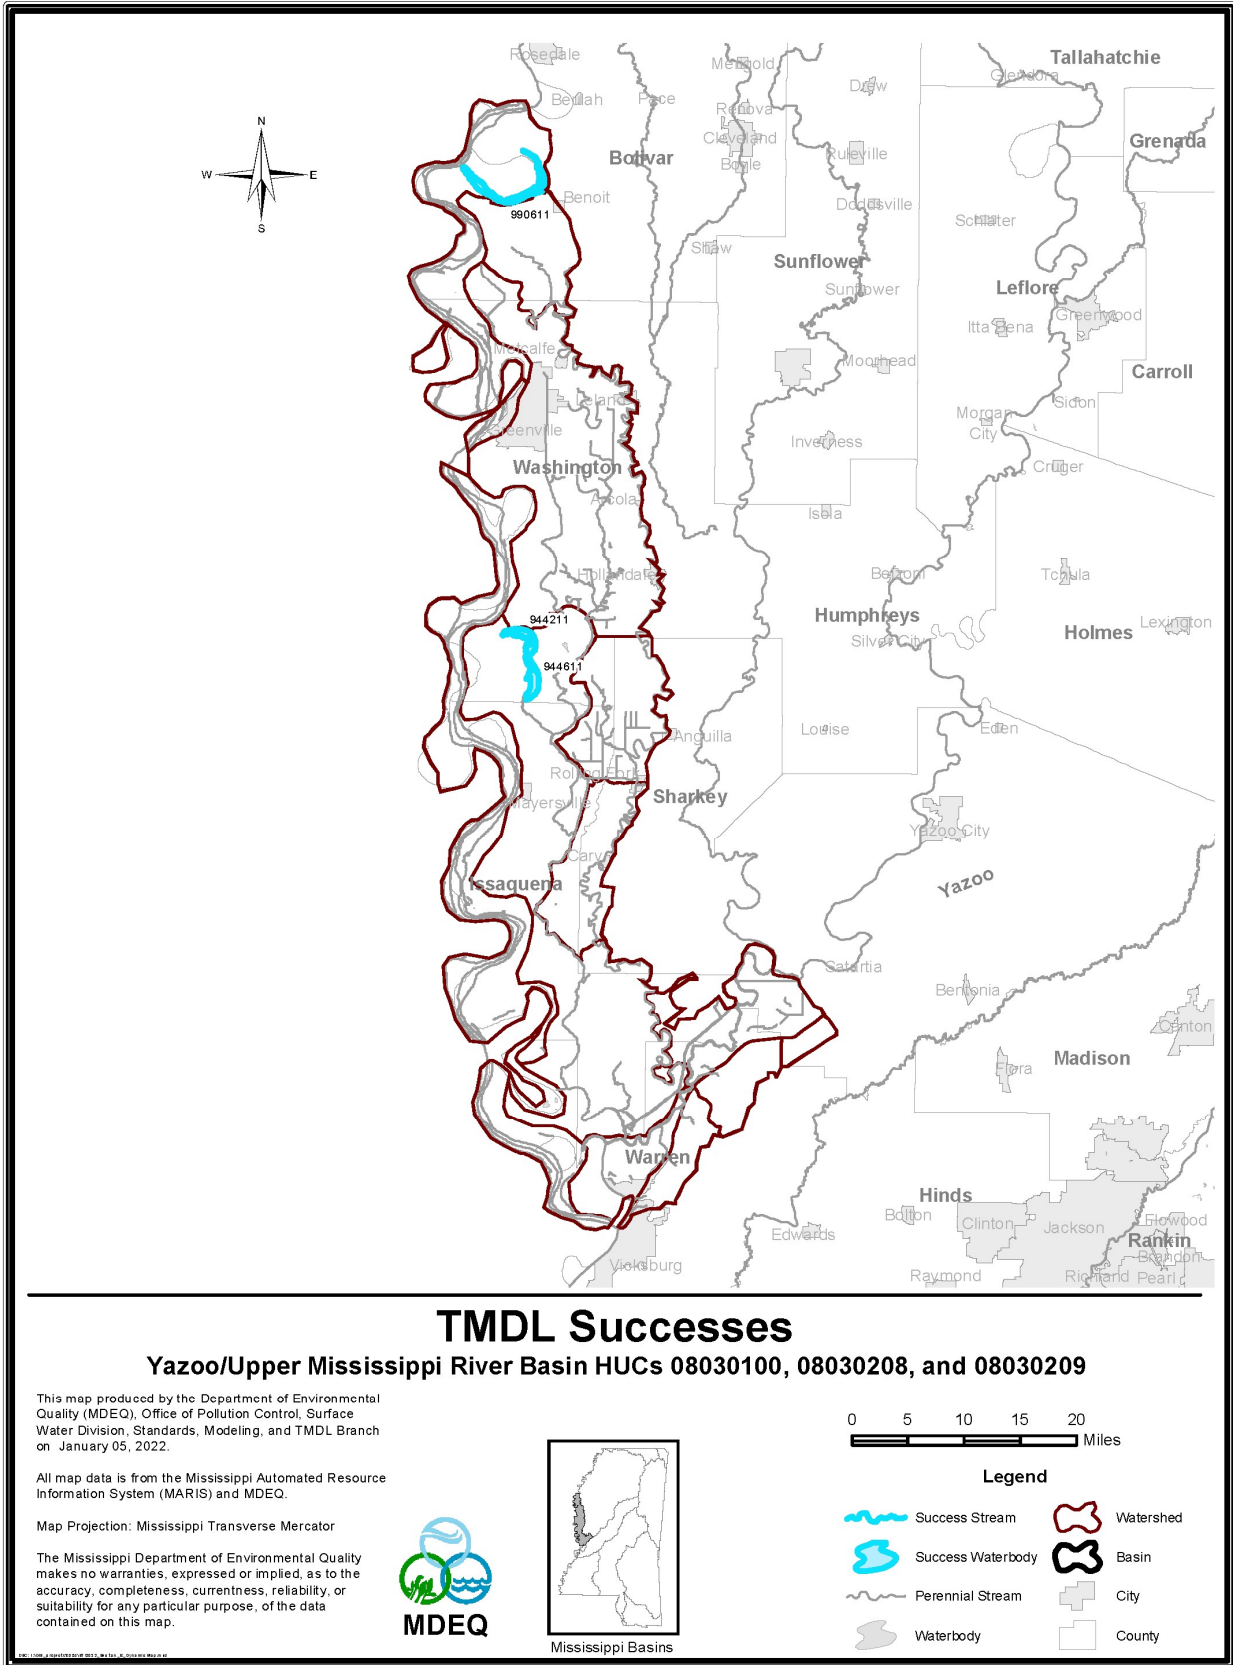 Rosedale
Beulah
Pace
Merigold
Renova
Cleveland
Boyle
Bolivar
Benoit
990611
Drew
Ruleville
Doddsville
Shaw
Sunflower
Sunflower
Glendora
Tallahatchie
Grenada
Schlater
Leflore
Itta Bena
Greenwood
Carroll
Moorhead
Metcalfe
Leland
Greenville
Washington
Arcola
Inverness
Morgan
City
Sidon
Cruger
Isola
Hollandale
Belzoni
Tchula
Humphreys
Silver City
Holmes
Lexington
944211
944611
Anguilla
Louise
Eden
Rolling Fork
Mayersville
Sharkey
Yazoo City
Cary
Issaquena
Yazoo
Satartia
Bentonia
Canton
Flora
Madison
Warren
Hinds
Bolton
Clinton
Jackson
Flowood
Rankin
Brandon
Edwards
Vicksburg
Raymond
Richland
Pearl
N
W
E
S
TMDL Successes
Yazoo/Upper Mississippi River Basin HUCs 08030100, 08030208, and 08030209
This map produced by the Department of Environmental
Quality (MDEQ), Office of Pollution Control, Surface
Water Division, Standards, Modeling, and TMDL Branch
on January 05, 2022.
All map data is from the Mississippi Automated Resource
Information System (MARIS) and MDEQ.
Map Projection: Mississippi Transverse Mercator
The Mississippi Department of Environmental Quality
makes no warranties, expressed or implied, as to the
accuracy, completeness, currentness, reliability, or
suitability for any particular purpose, of the data
contained on this map.
MDEQ
Mississippi Basins
0 5 10 15 20
Miles
Legend
Success Stream
Watershed
Success Waterbody
Basin
Perennial Stream
City
Waterbody
County